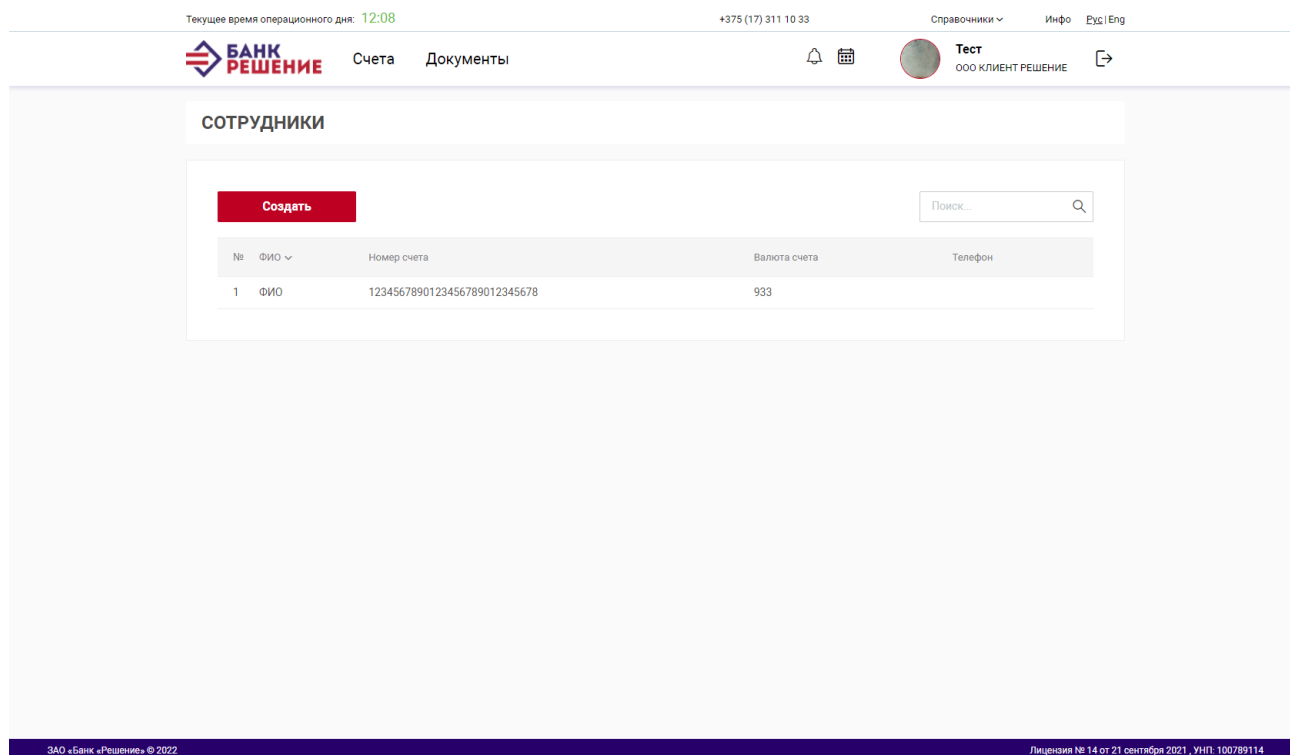 Текущее время операционного дня: 12:08 +375 (17) 311 10 33 Справочники Инфо Рус | Eng
БАНК РЕШЕНИЕ Счета Документы Тест
ООО КЛИЕНТ РЕШЕНИЕ
СОТРУДНИКИ
Создать Поиск...
№ ФИО Номер счета Валюта счета Телефон
1 ФИО 1234567890123456789012345678 933
ЗАО «Банк «Решение» © 2022 Лицензия № 14 от 21 сентября 2021 , УНП: 100789114